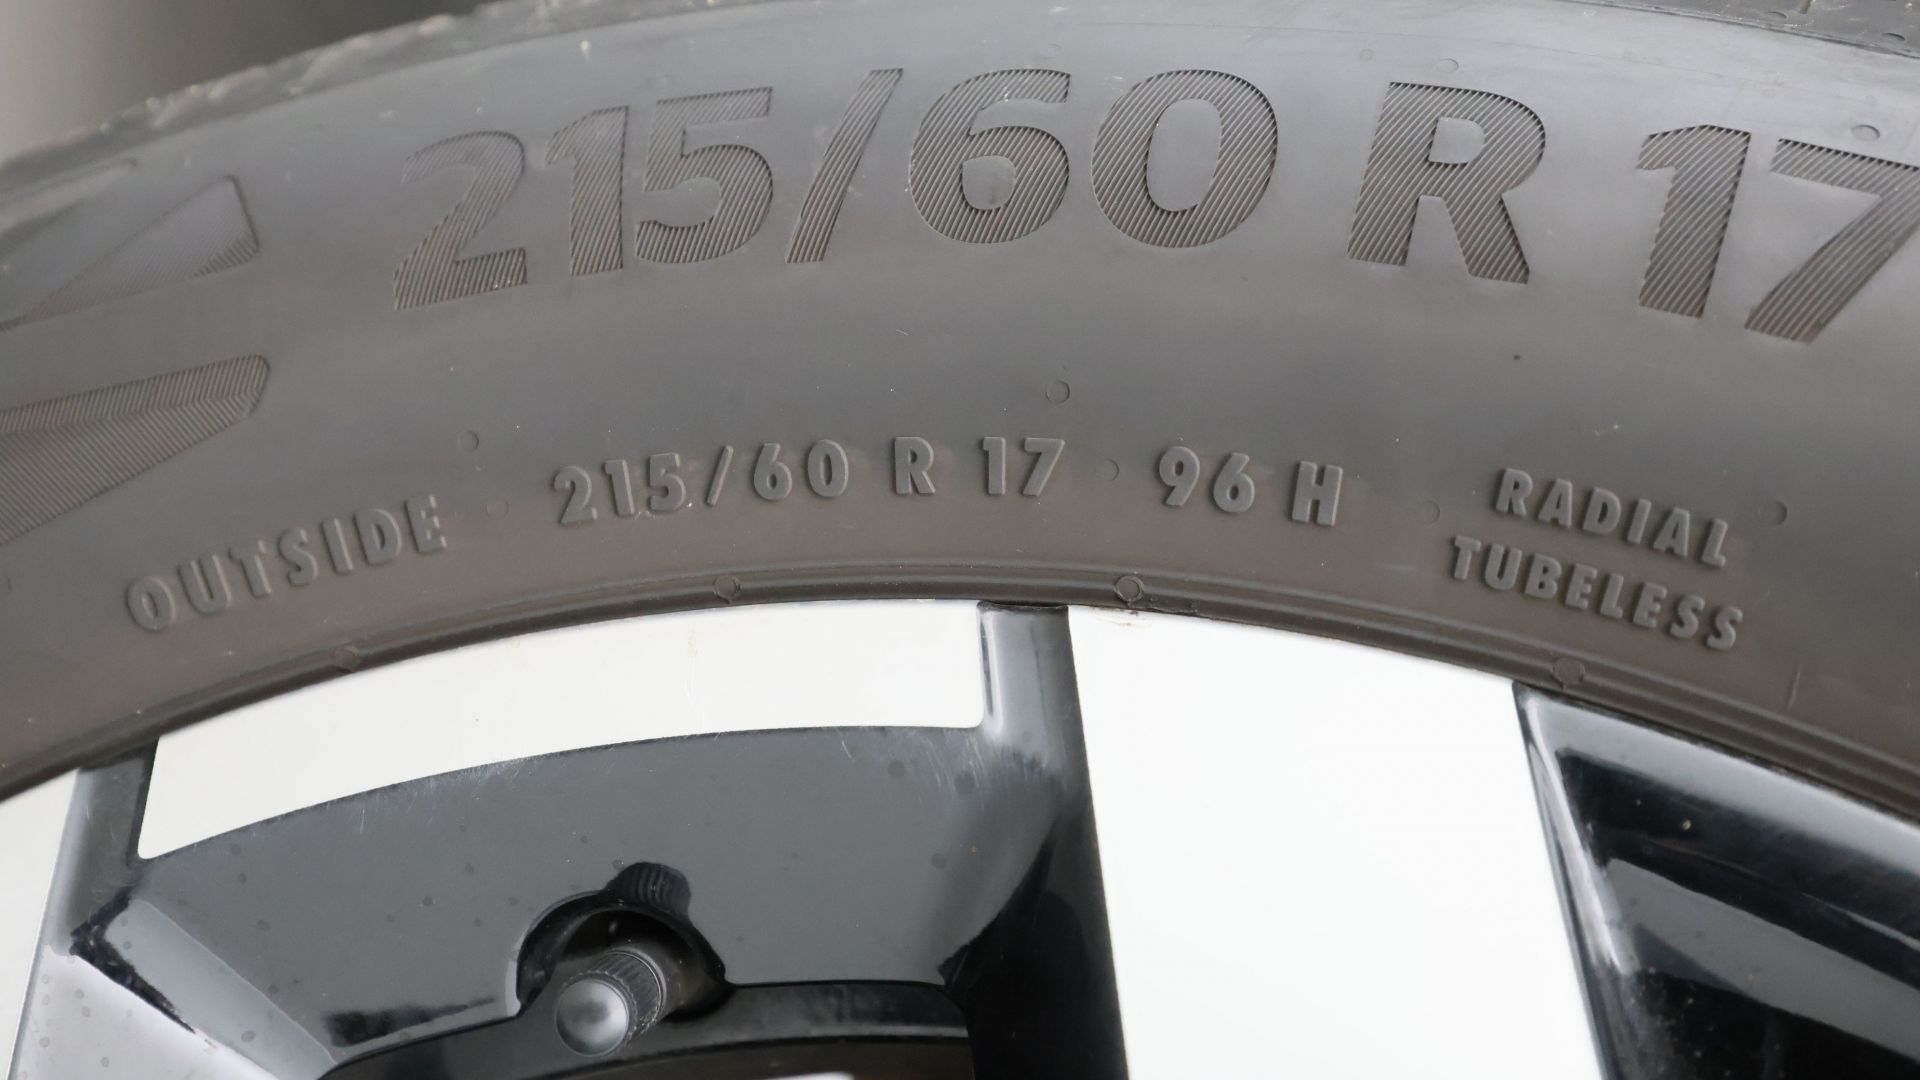 215/60 R 17
OUTSIDE 215/60 R 17 96 H RADIAL
TUBELESS